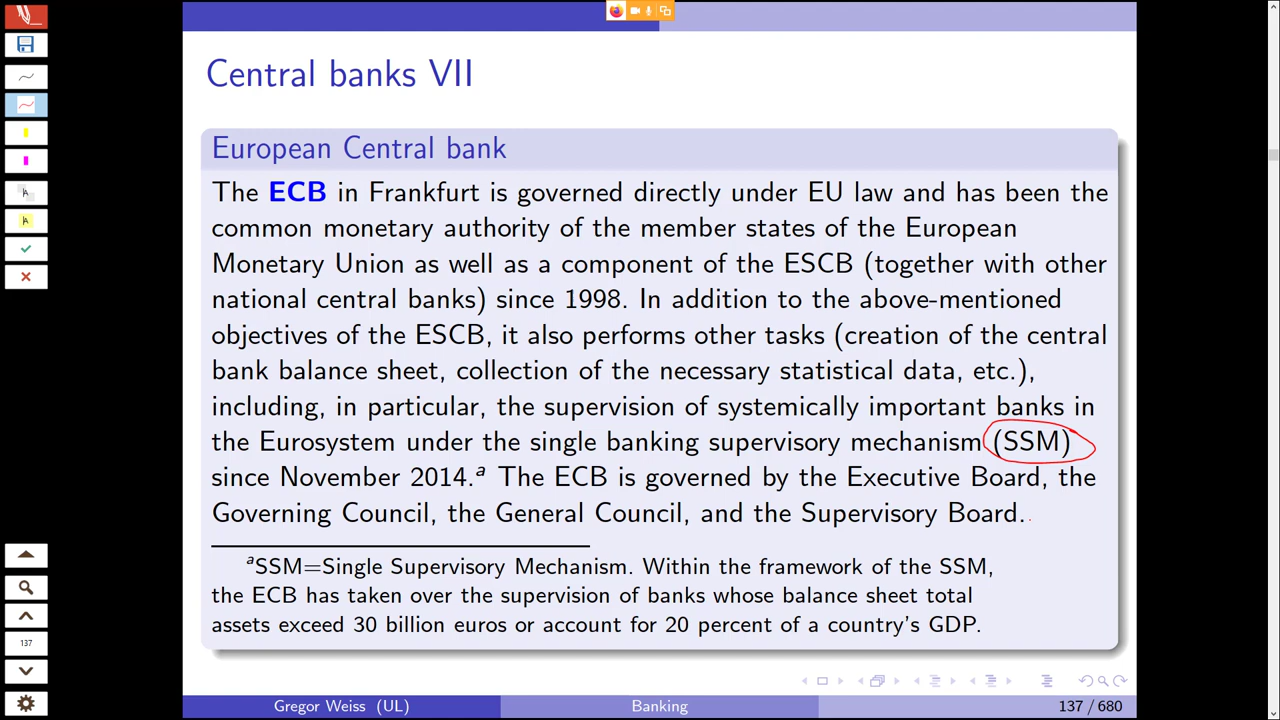 Central banks VII
European Central bank
The ECB in Frankfurt is governed directly under EU law and has been the
common monetary authority of the member states of the European
Monetary Union as well as a component of the ESCB (together with other
national central banks) since 1998. In addition to the above-mentioned
objectives of the ESCB, it also performs other tasks (creation of the central
bank balance sheet, collection of the necessary statistical data, etc.),
including, in particular, the supervision of systemically important banks in
the Eurosystem under the single banking supervisory mechanism (SSM)
since November 2014.ᵃ The ECB is governed by the Executive Board, the
Governing Council, the General Council, and the Supervisory Board.
ᵃSSM=Single Supervisory Mechanism. Within the framework of the SSM,
the ECB has taken over the supervision of banks whose balance sheet total
assets exceed 30 billion euros or account for 20 percent of a country's GDP.
137
Gregor Weiss (UL) Banking 137 / 680